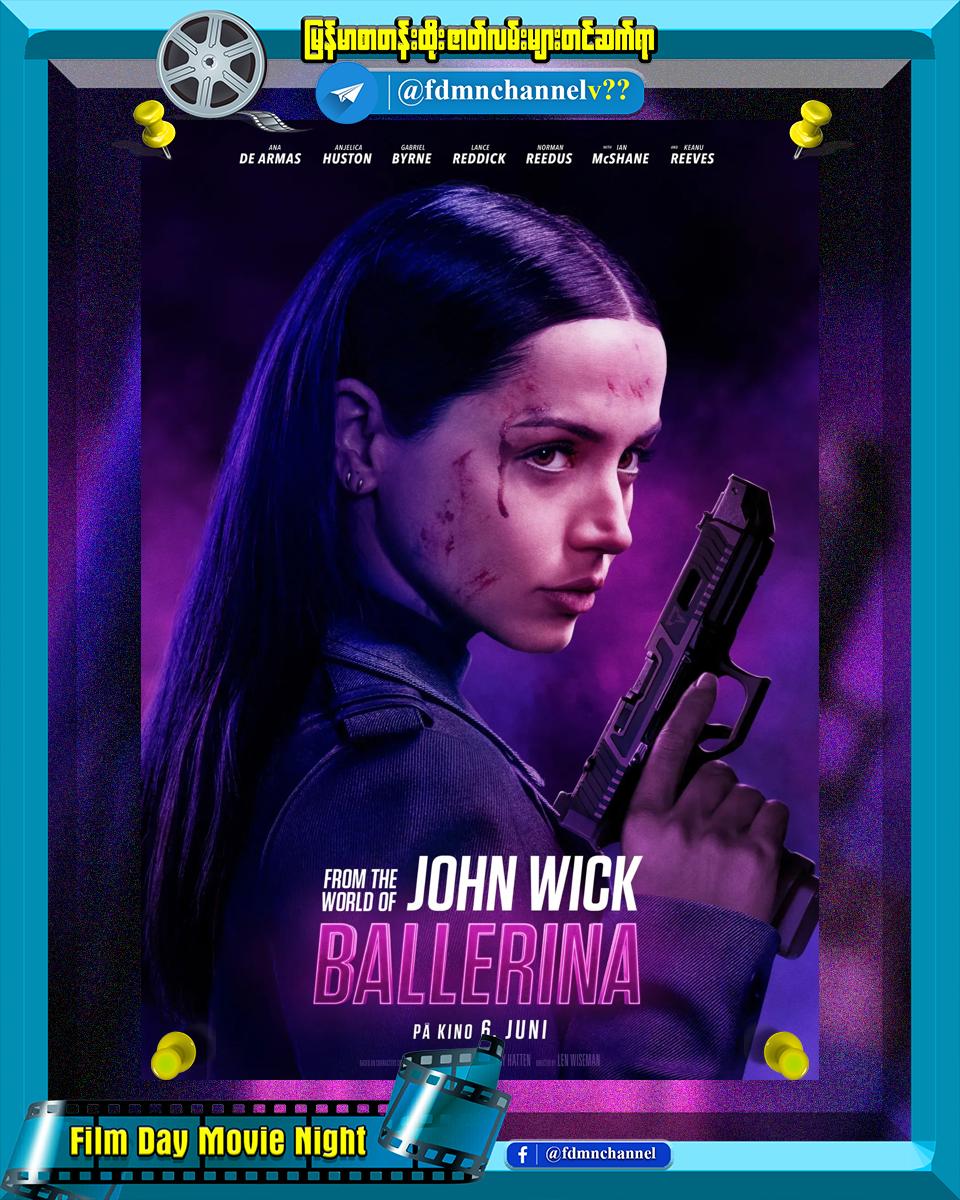 မြန်မာစာတန်းထိုးဇာတ်လမ်းများတင်ဆက်ရာ
@fdmnchannelv??
ANA DE ARMAS ANJELICA HUSTON GABRIEL BYRNE LANCE REDDICK NORMAN REEDUS WITH IAN McSHANE AND KEANU REEVES
FROM THE WORLD OF JOHN WICK
BALLERINA
PÅ KINO 6. JUNI
HATTEN DIRECTED BY LEN WISEMAN
Film Day Movie Night
@fdmnchannel